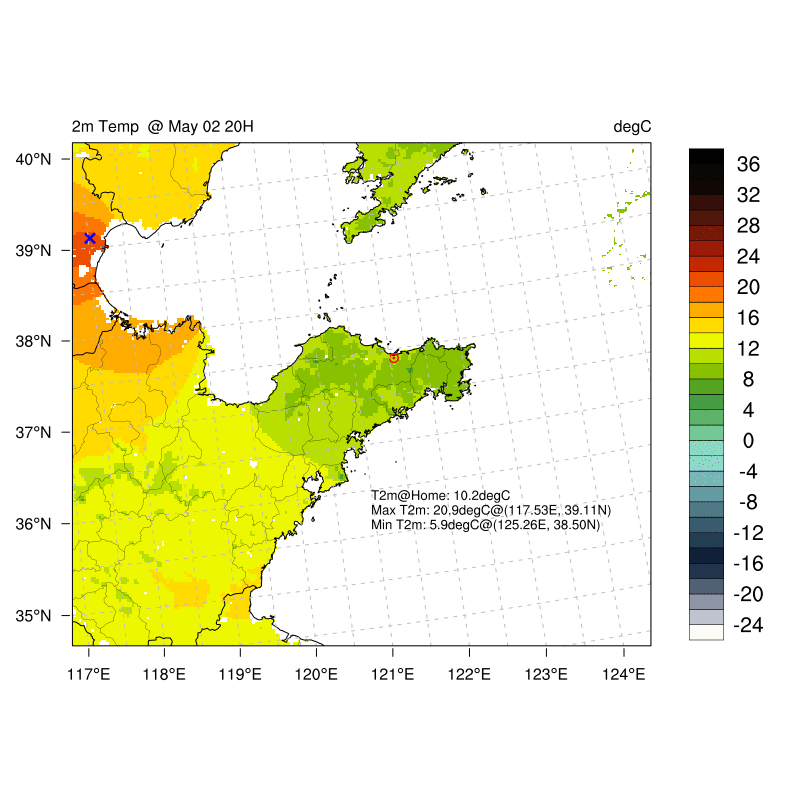 2m Temp @ May 02 20H
degC
40°N
39°N
38°N
37°N
36°N
35°N
117°E
118°E
119°E
120°E
121°E
122°E
123°E
124°E
T2m@Home: 10.2degC
Max T2m: 20.9degC@(117.53E, 39.11N)
Min T2m: 5.9degC@(125.26E, 38.50N)
36
32
28
24
20
16
12
8
4
0
-4
-8
-12
-16
-20
-24